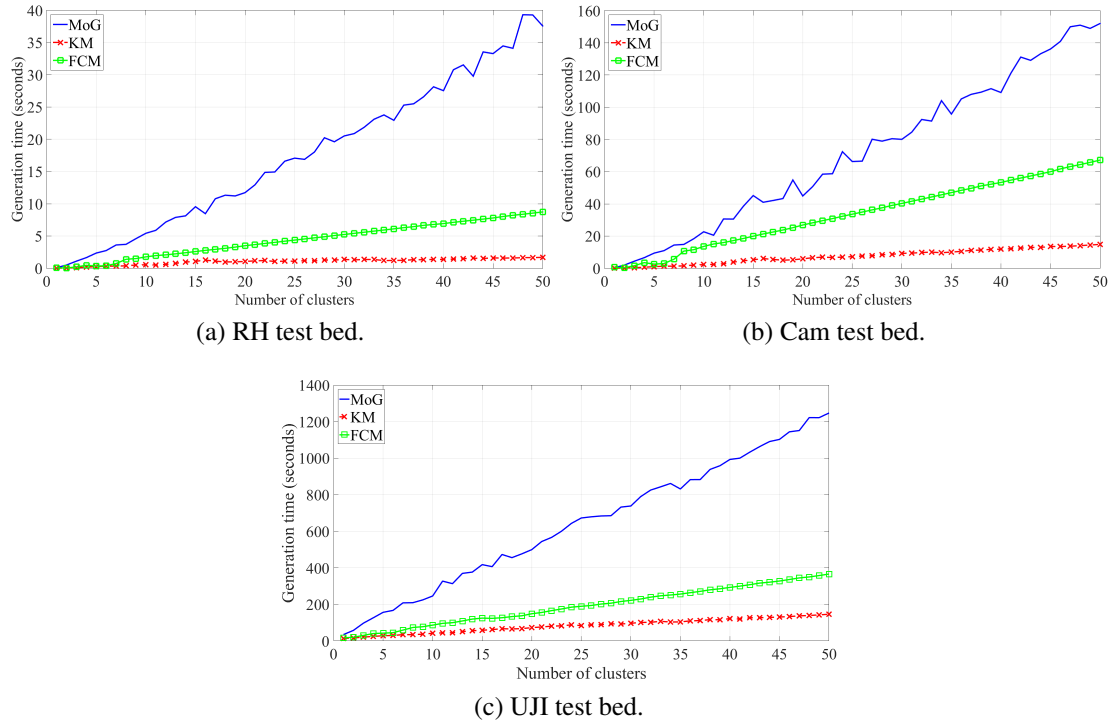 40
35
30
25
20
15
10
5
0
Generation time (seconds)
MoG
KM
FCM
0 5 10 15 20 25 30 35 40 45 50
Number of clusters
(a) RH test bed.
160
140
120
100
80
60
40
20
0
Generation time (seconds)
MoG
KM
FCM
0 5 10 15 20 25 30 35 40 45 50
Number of clusters
(b) Cam test bed.
1400
1200
1000
800
600
400
200
0
Generation time (seconds)
MoG
KM
FCM
0 5 10 15 20 25 30 35 40 45 50
Number of clusters
(c) UJI test bed.